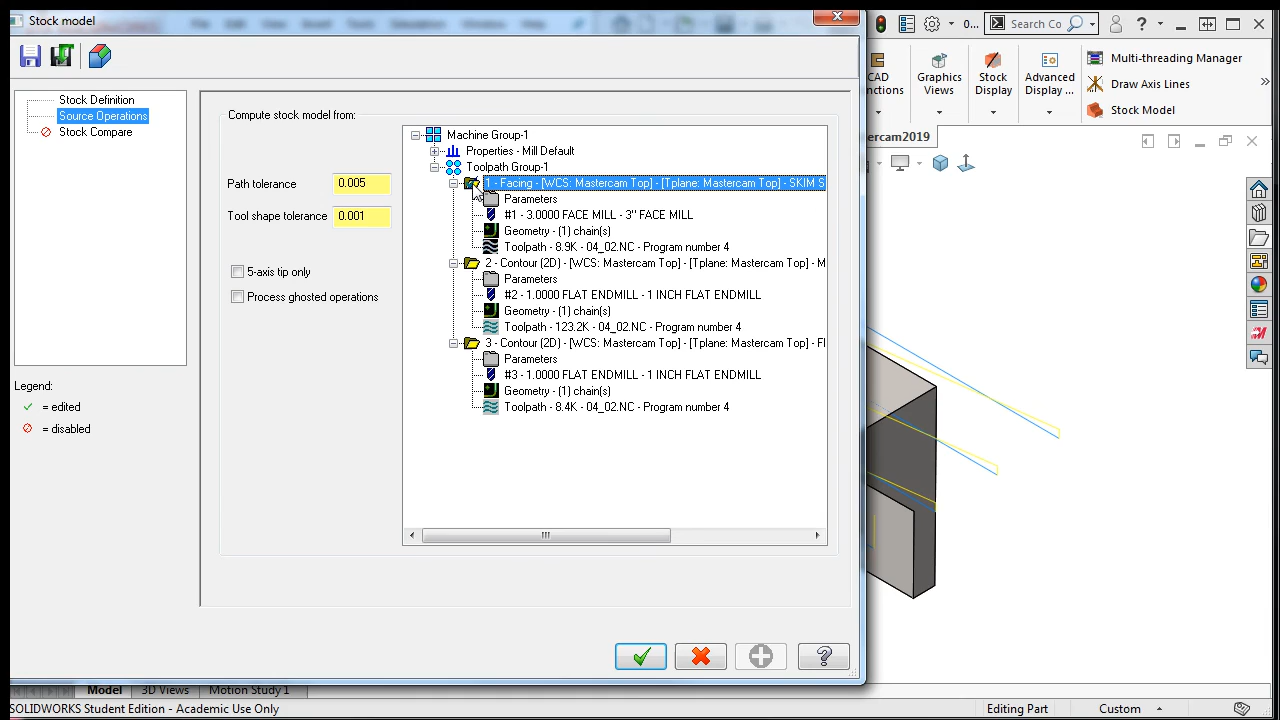 Stock model
0...
Search Co
?
CAD
nctions
Graphics
Views
Stock
Display
Advanced
Display ...
Multi-threading Manager
Draw Axis Lines
Stock Model
ercam2019
Stock Definition
Source Operations
Stock Compare
Legend:
= edited
= disabled
Compute stock model from:
Path tolerance
0.005
Tool shape tolerance
0.001
5-axis tip only
Process ghosted operations
Machine Group-1
Properties - Mill Default
Toolpath Group-1
1 - Facing - [WCS: Mastercam Top] - [Tplane: Mastercam Top] - SKIM S
Parameters
#1 - 3.0000 FACE MILL - 3" FACE MILL
Geometry - (1) chain(s)
Toolpath - 8.9K - 04_02.NC - Program number 4
2 - Contour (2D) - [WCS: Mastercam Top] - [Tplane: Mastercam Top] - M
Parameters
#2 - 1.0000 FLAT ENDMILL - 1 INCH FLAT ENDMILL
Geometry - (1) chain(s)
Toolpath - 123.2K - 04_02.NC - Program number 4
3 - Contour (2D) - [WCS: Mastercam Top] - [Tplane: Mastercam Top] - FI
Parameters
#3 - 1.0000 FLAT ENDMILL - 1 INCH FLAT ENDMILL
Geometry - (1) chain(s)
Toolpath - 8.4K - 04_02.NC - Program number 4
?
Model
3D Views
Motion Study 1
SOLIDWORKS Student Edition - Academic Use Only
Editing Part
Custom